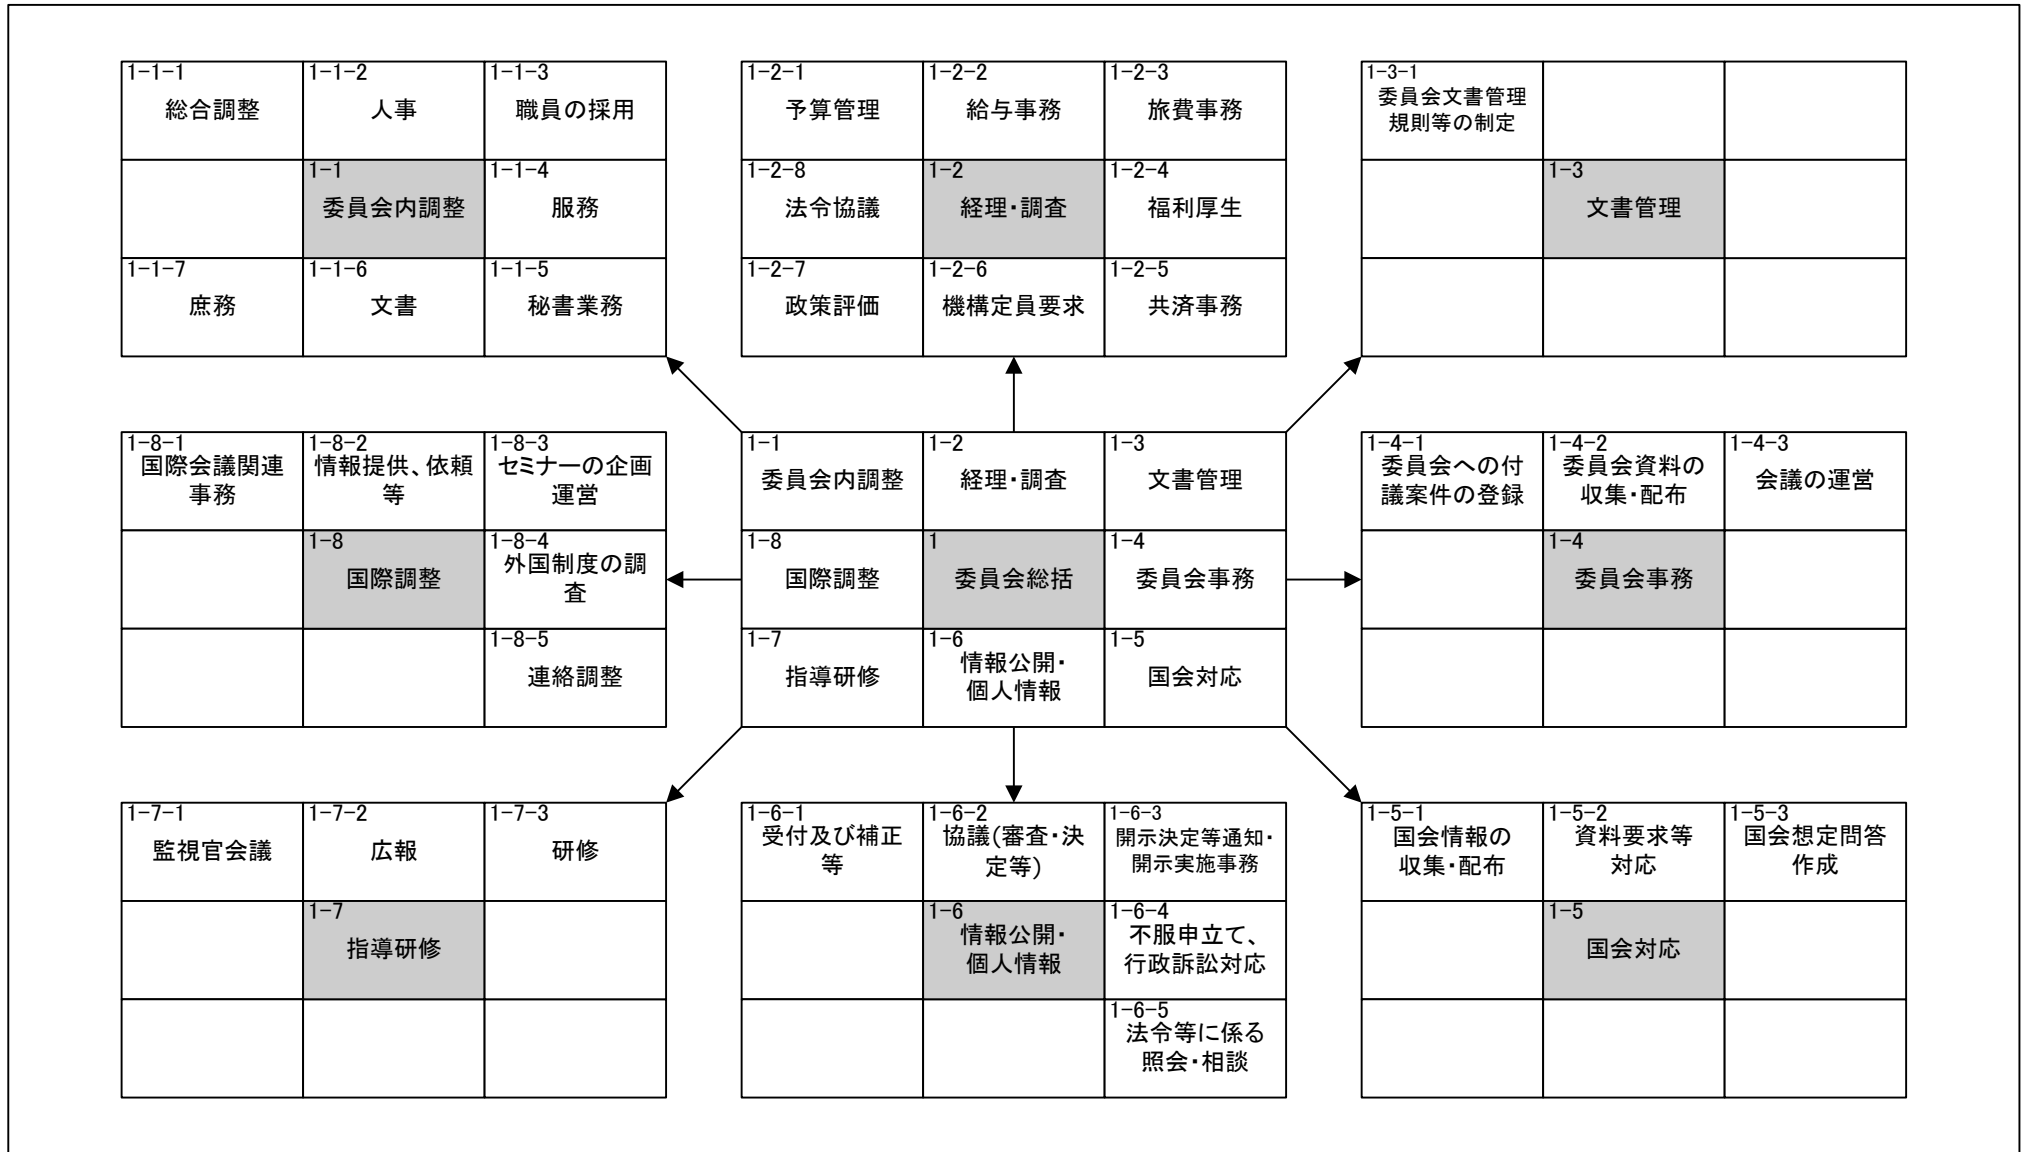 1-1-1
総合調整
1-1-2
人事
1-1-3
職員の採用
1-1
委員会内調整
1-1-4
服務
1-1-7
庶務
1-1-6
文書
1-1-5
秘書業務
1-2-1
予算管理
1-2-2
給与事務
1-2-3
旅費事務
1-2-8
法令協議
1-2
経理・調査
1-2-4
福利厚生
1-2-7
政策評価
1-2-6
機構定員要求
1-2-5
共済事務
1-3-1
委員会文書管理
規則等の制定
1-3
文書管理
1-8-1
国際会議関連
事務
1-8-2
情報提供、依頼
等
1-8-3
セミナーの企画
運営
1-8
国際調整
1-8-4
外国制度の調
査
1-8-5
連絡調整
1-1
委員会内調整
1-2
経理・調査
1-3
文書管理
1-8
国際調整
1
委員会総括
1-4
委員会事務
1-7
指導研修
1-6
情報公開・
個人情報
1-5
国会対応
1-4-1
委員会への付
議案件の登録
1-4-2
委員会資料の
収集・配布
1-4-3
会議の運営
1-4
委員会事務
1-7-1
監視官会議
1-7-2
広報
1-7-3
研修
1-7
指導研修
1-6-1
受付及び補正
等
1-6-2
協議(審査・決
定等)
1-6-3
開示決定等通知・
開示実施事務
1-6
情報公開・
個人情報
1-6-4
不服申立て、
行政訴訟対応
1-6-5
法令等に係る
照会・相談
1-5-1
国会情報の
収集・配布
1-5-2
資料要求等
対応
1-5-3
国会想定問答
作成
1-5
国会対応